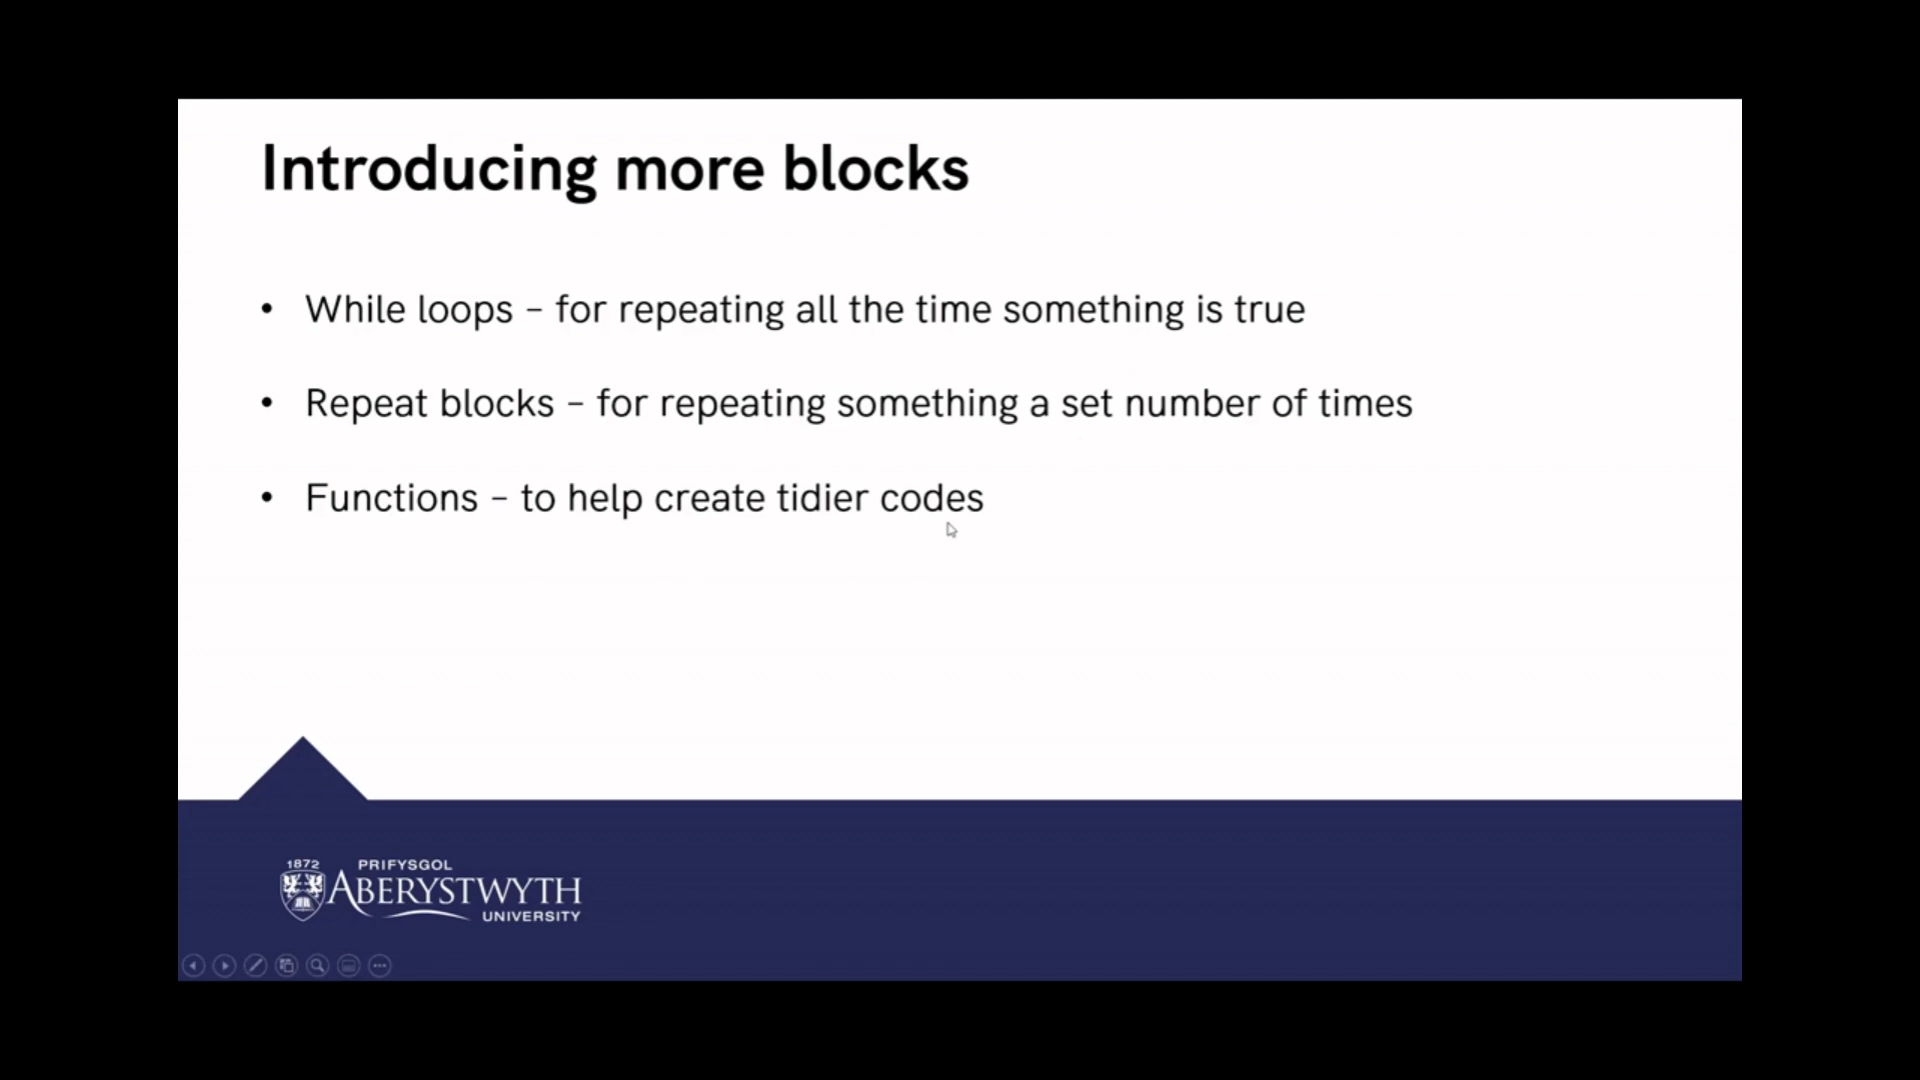 Introducing more blocks
• While loops – for repeating all the time something is true
• Repeat blocks – for repeating something a set number of times
• Functions – to help create tidier codes
1872
PRIFYSGOL
ABERYSTWYTH
UNIVERSITY